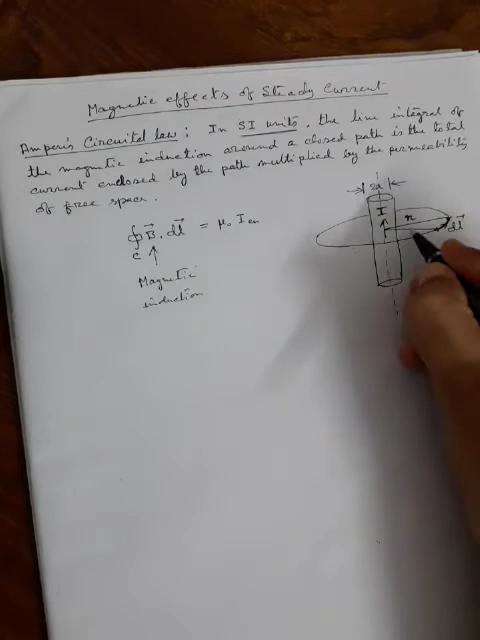 Magnetic effects of Steady Current
Ampere's Circuital law : In SI units, the line integral of
the magnetic induction around a closed path is the total
current enclosed by the path multiplied by the permeability
of free space.
2a
I
r
dl⃗
∮ B⃗. dl⃗ = μ₀ I en
C
Magnetic
induction